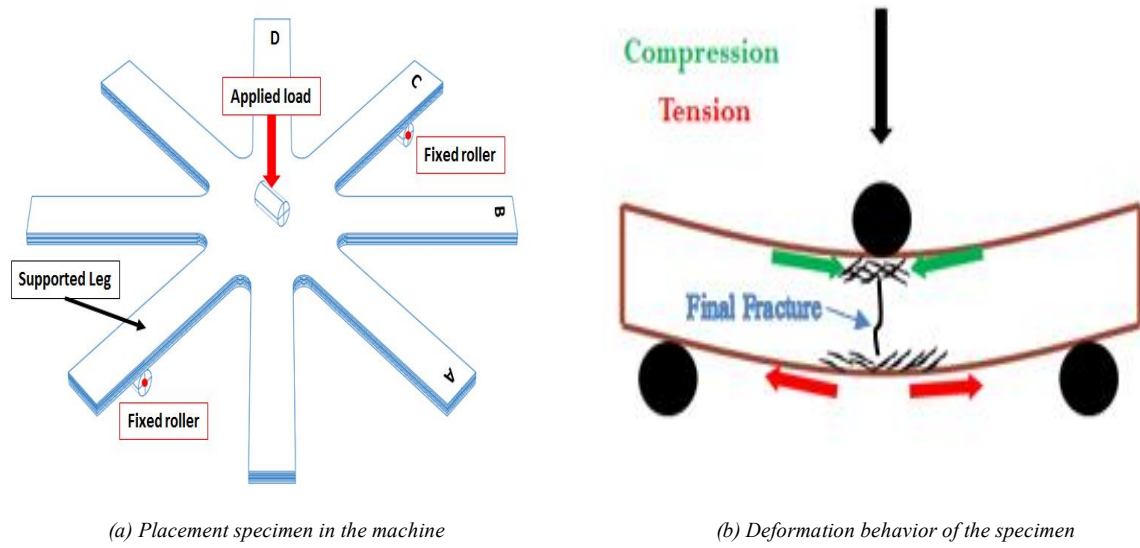 D
C
Applied load
Fixed roller
B
Supported Leg
A
Fixed roller
Compression
Tension
Final Fracture
(a) Placement specimen in the machine
(b) Deformation behavior of the specimen